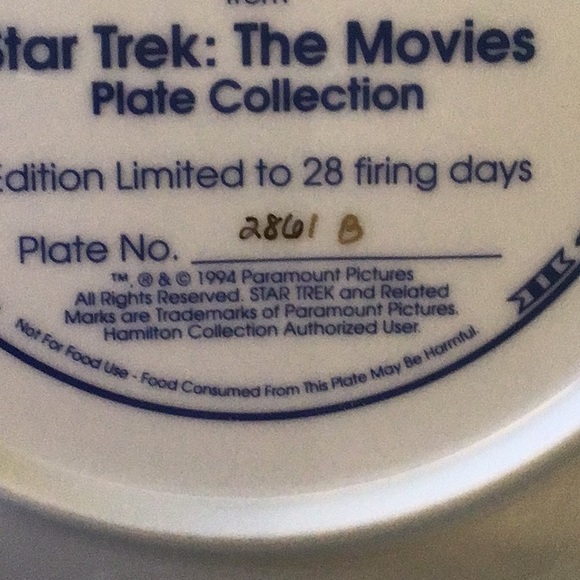 from
Star Trek: The Movies
Plate Collection
Edition Limited to 28 firing days
Plate No. 2861 B
™, ® & © 1994 Paramount Pictures
All Rights Reserved. STAR TREK and Related
Marks are Trademarks of Paramount Pictures.
Hamilton Collection Authorized User.
Not For Food Use - Food Consumed From This Plate May Be Harmful.